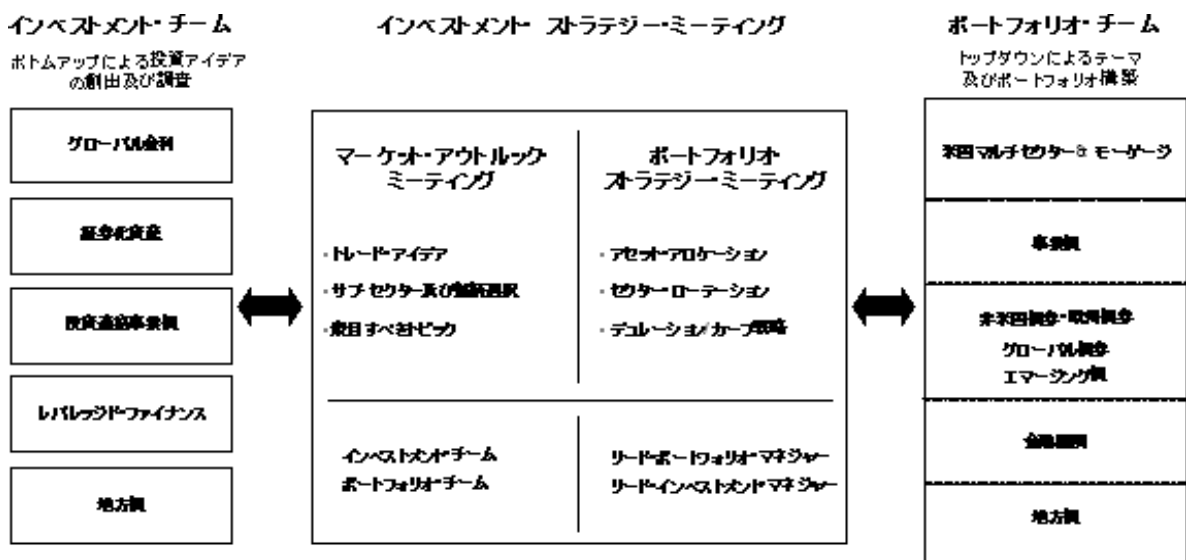 インベストメント・チーム
ボトムアップによる投資アイデア
の創出及び調査
グローバル金利
証券化資産
投資適格事業債
レバレッジド・ファイナンス
地方債
インベストメント・ストラテジー・ミーティング
マーケット・アウトルック・
ミーティング
・トレード・アイデア
・サブ・セクター及び銘柄選択
・注目すべきトピック
インベストメント・チーム
ポートフォリオ・チーム
ポートフォリオ・
ストラテジー・ミーティング
・アセット・アロケーション
・セクター・ローテーション
・デュレーション/カーブ戦略
リード・ポートフォリオ・マネジャー
リード・インベストメント・マネジャー
ポートフォリオ・チーム
トップダウンによるテーマ
及びポートフォリオ構築
米国マルチセクター & モーゲージ
事業債
非米国債券・欧州債券
グローバル債券
エマージング債
金融機関
地方債